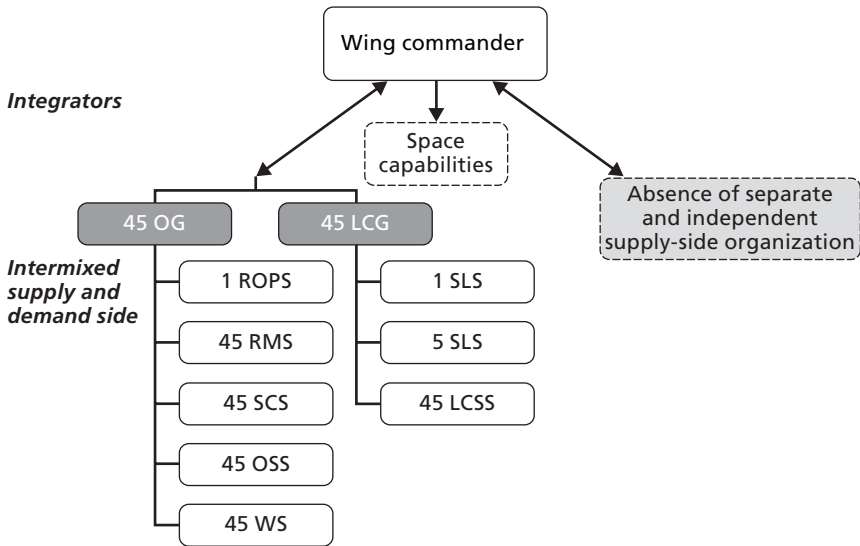 Wing commander
Integrators
Space
capabilities
Absence of separate
and independent
supply-side organization
45 OG
45 LCG
Intermixed
supply and
demand side
1 ROPS
1 SLS
45 RMS
5 SLS
45 SCS
45 LCSS
45 OSS
45 WS